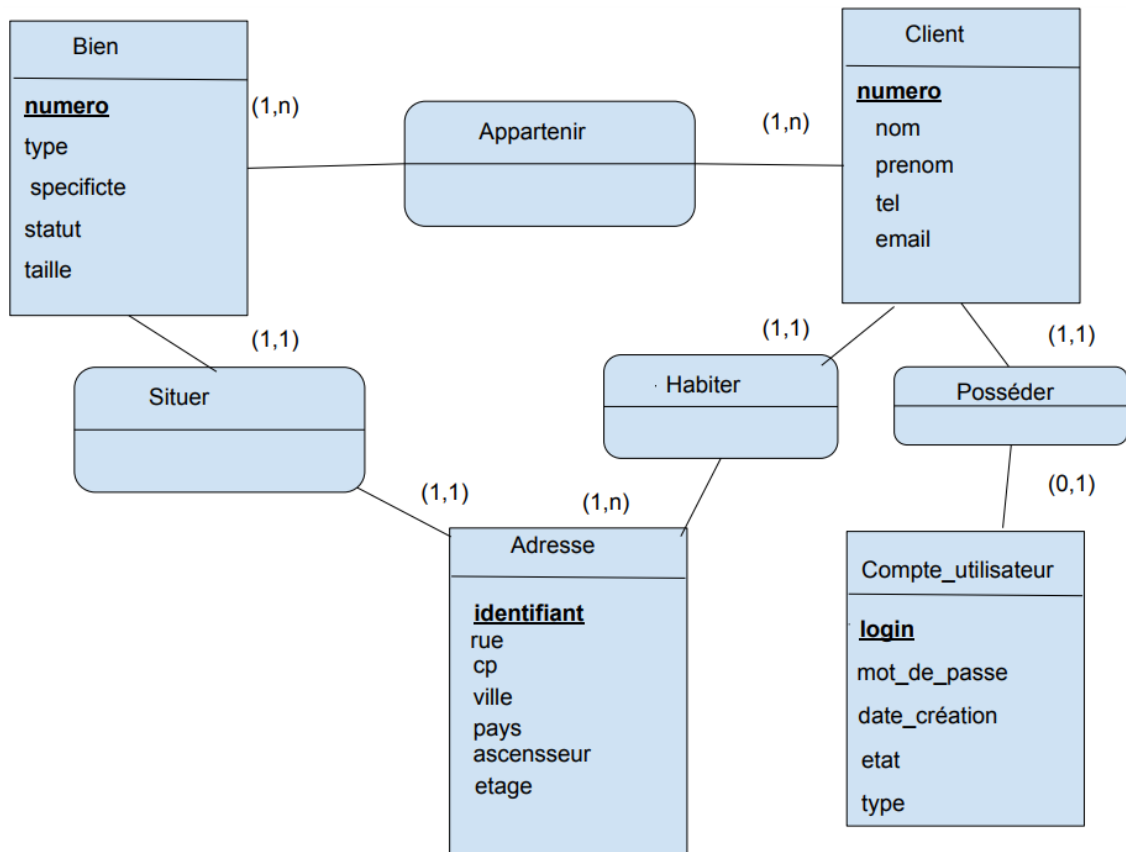 Bien
numero
type
specificte
statut
taille
(1,n)
Appartenir
(1,n)
Client
numero
nom
prenom
tel
email
(1,1)
Situer
(1,1)
(1,1)
Habiter
(1,n)
(1,1)
Posséder
(0,1)
Adresse
identifiant
rue
cp
ville
pays
ascensseur
etage
Compte_utilisateur
login
mot_de_passe
date_création
etat
type